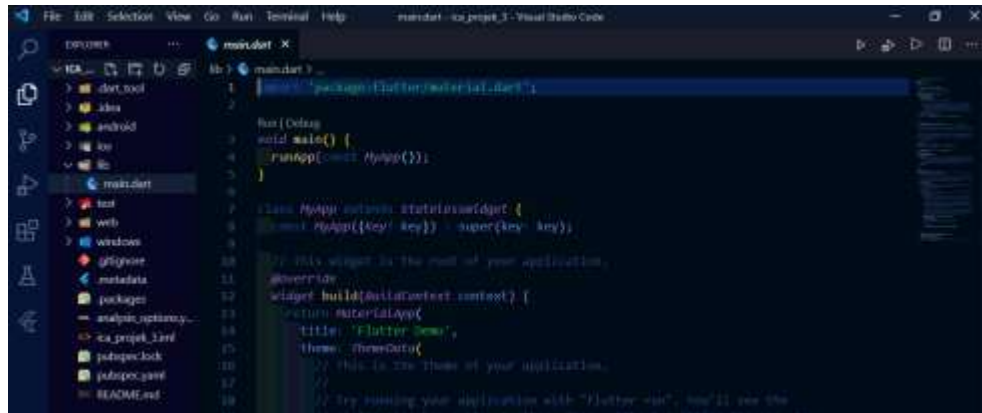 File Edit Selection View Go Run Terminal Help
main.dart - ica_projek_3 - Visual Studio Code
EXPLORER
main.dart
ICA_...
lib > main.dart > ...
.dart_tool
.idea
android
ios
lib
main.dart
test
web
windows
.gitignore
.metadata
.packages
analysis_options.y...
ica_projek_3.iml
pubspec.lock
pubspec.yaml
README.md
1 import 'package:flutter/material.dart';
2
Run | Debug
3 void main() {
4 runApp(const MyApp());
5 }
6
7 class MyApp extends StatelessWidget {
8 const MyApp({Key? key}) : super(key: key);
9
10 // This widget is the root of your application.
11 @override
12 Widget build(BuildContext context) {
13 return MaterialApp(
14 title: 'Flutter Demo',
15 theme: ThemeData(
16 // This is the theme of your application.
17 //
18 // Try running your application with "flutter run". You'll see the